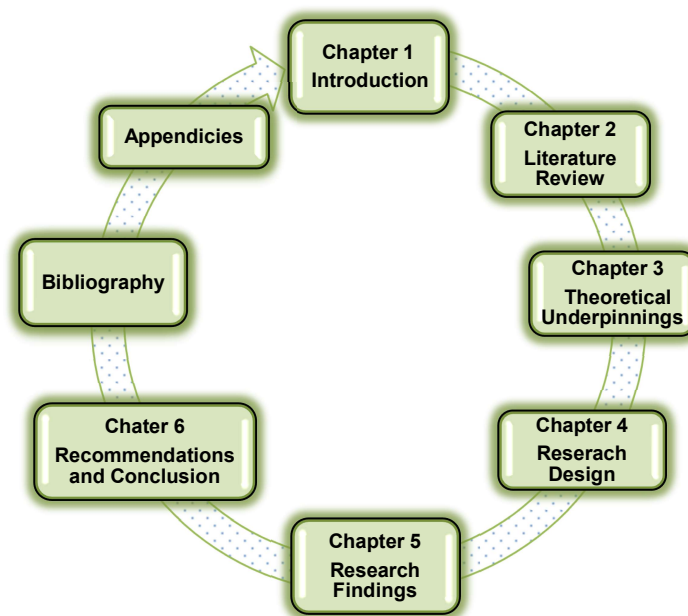 Chapter 1
Introduction
Chapter 2
Literature
Review
Chapter 3
Theoretical
Underpinnings
Chapter 4
Reserach
Design
Chapter 5
Research
Findings
Chater 6
Recommendations
and Conclusion
Bibliography
Appendicies